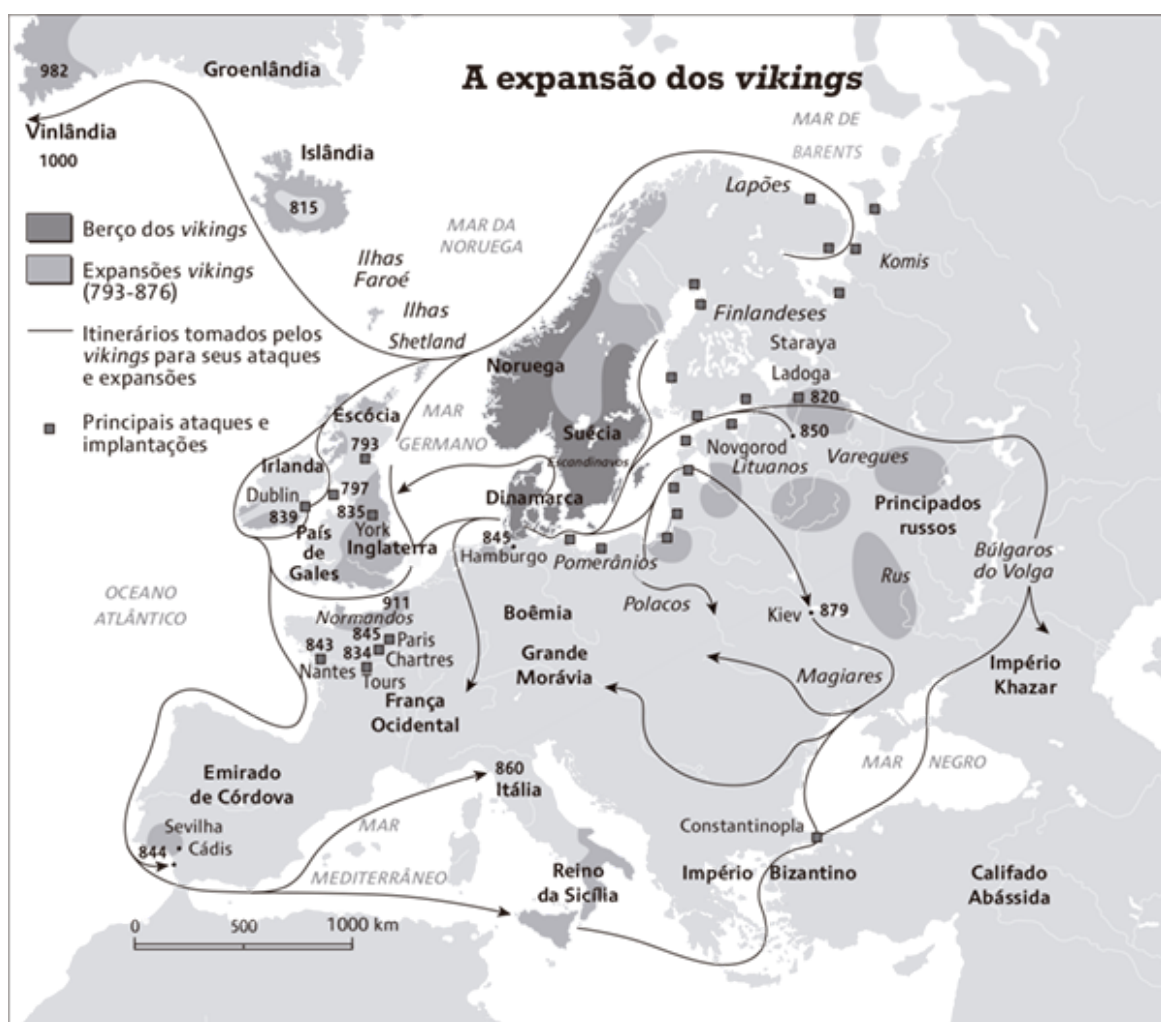 A expansão dos vikings
982
Groenlândia
Vinlândia
1000
Islândia
815
MAR DE
BARENTS
Lapões
Komis
MAR DA
NORUEGA
Berço dos vikings
Expansões vikings
(793-876)
Itinerários tomados pelos
vikings para seus ataques
e expansões
Principais ataques e
implantações
Ilhas
Faroé
Ilhas
Shetland
Finlandeses
Staraya
Ladoga
820
Noruega
Suécia
Escandinavos
Dinamarca
Escócia
793
MAR
GERMANO
850
Novgorod
Lituanos
Varegues
Irlanda
Dublin
839
797
835
York
País
de
Gales
Inglaterra
845
Hamburgo
Pomerânios
Principados
russos
Rus
Búlgaros
do Volga
OCEANO
ATLÂNTICO
911
Normandos
845
Paris
843
834
Chartres
Nantes
Tours
França
Ocidental
Boêmia
Grande
Morávia
Polacos
Kiev
879
Magiares
Império
Khazar
MAR
NEGRO
Emirado
de Córdova
Sevilha
844
Cádis
860
Itália
MAR
MEDITERRÂNEO
Reino
da Sicília
Constantinopla
Império
Bizantino
Califado
Abássida
0
500
1000 km